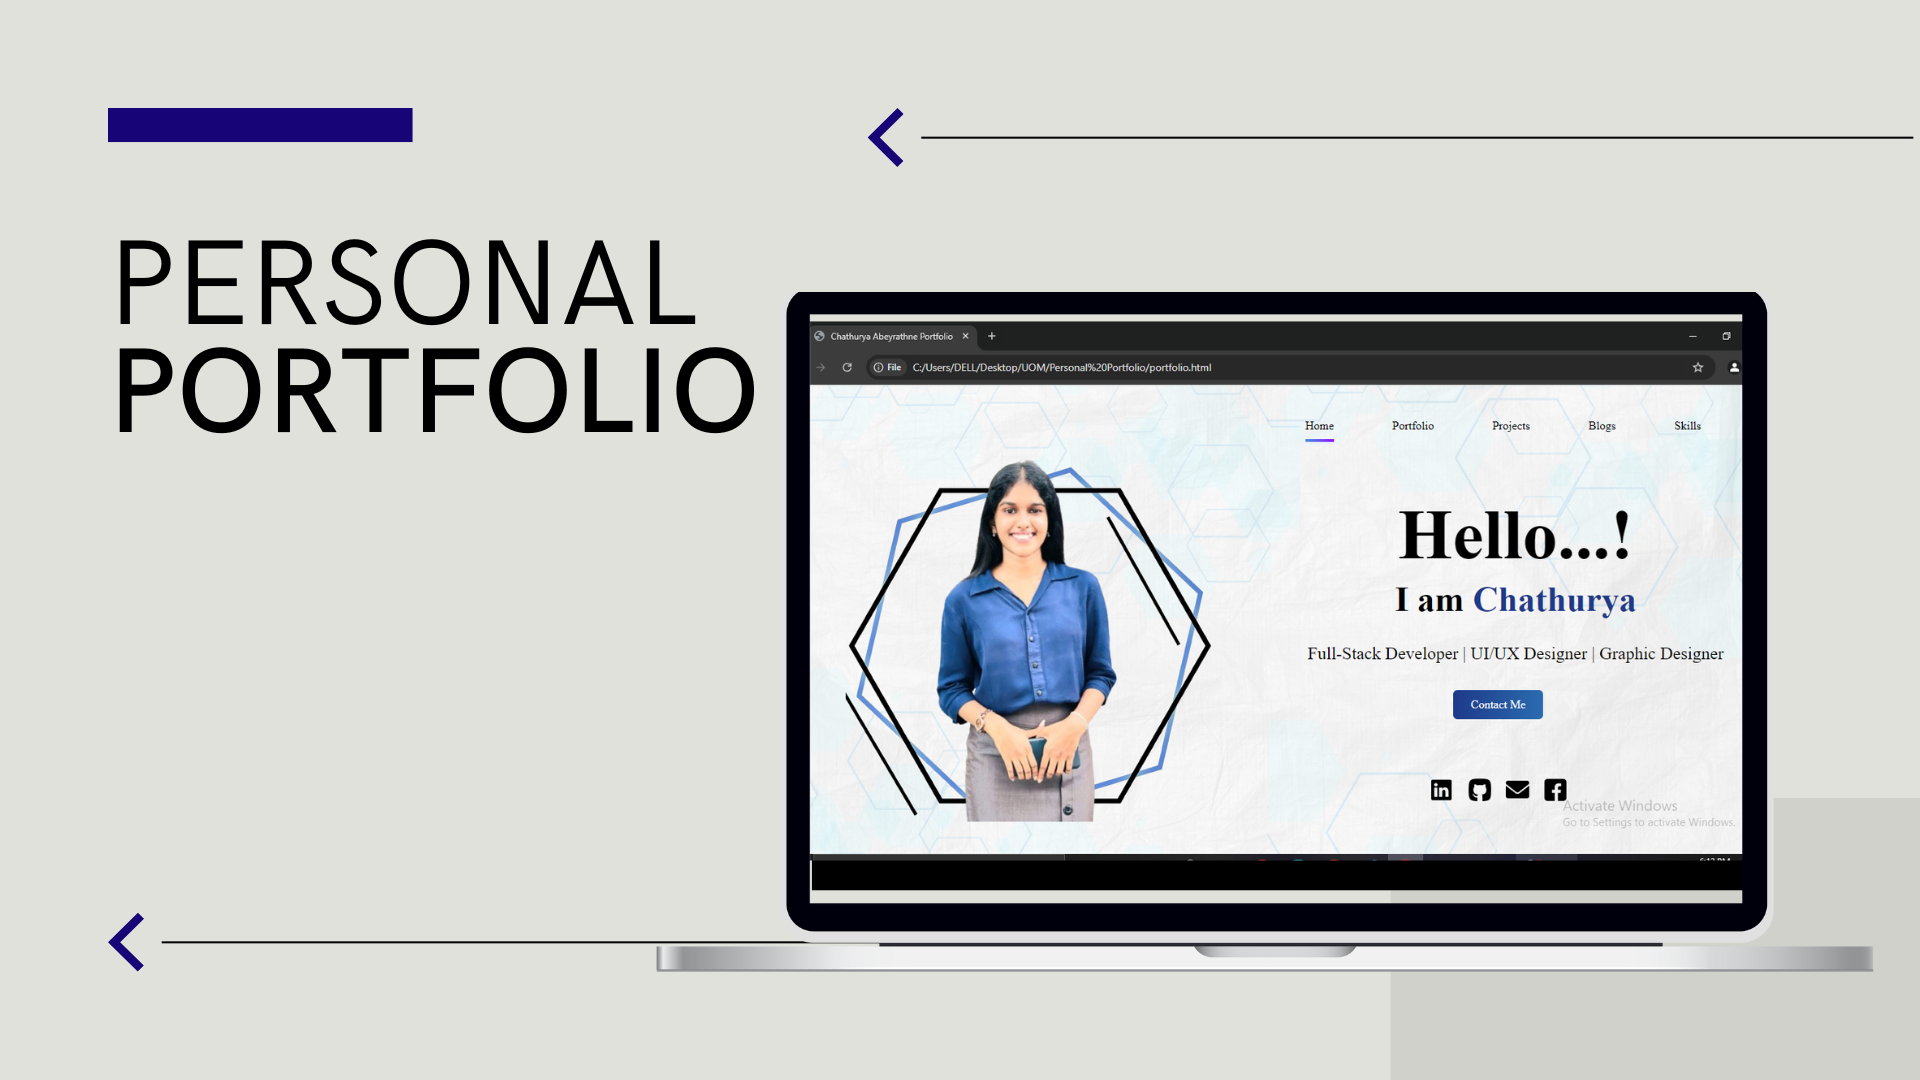 PERSONAL
PORTFOLIO
Chathurya Abeyrathne Portfolio
File C:/Users/DELL/Desktop/UOM/Personal%20Portfolio/portfolio.html
Home Portfolio Projects Blogs Skills
Hello...!
I am Chathurya
Full-Stack Developer | UI/UX Designer | Graphic Designer
Contact Me
in
Activate Windows
Go to Settings to activate Windows.